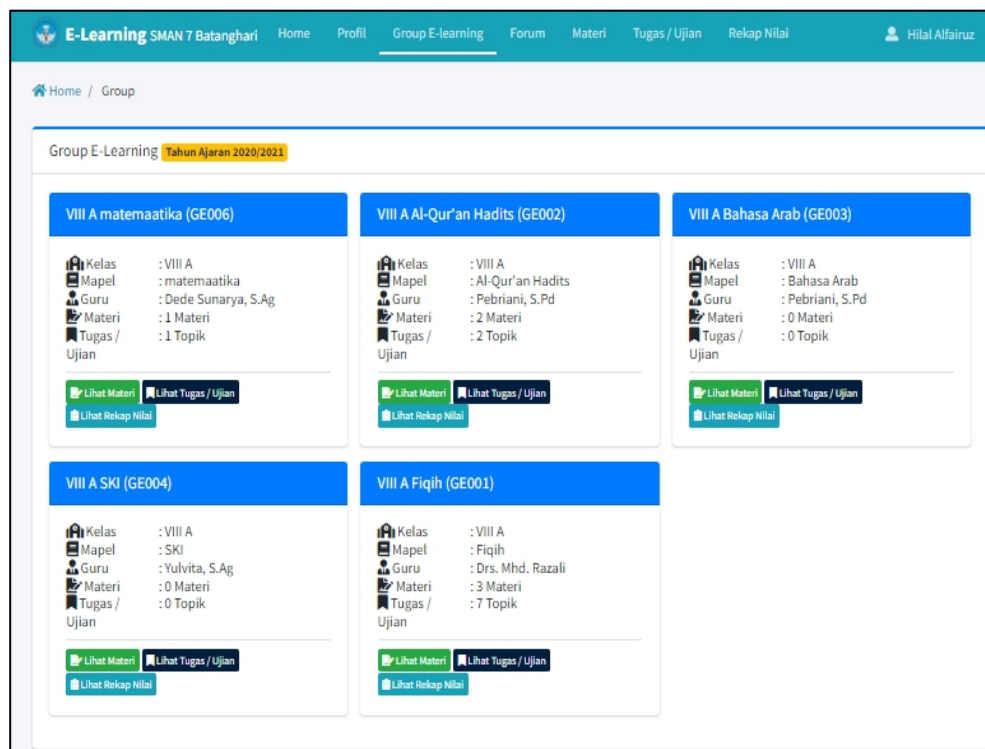 E-Learning SMAN 7 Batanghari Home Profil Group E-learning Forum Materi Tugas / Ujian Rekap Nilai Hilal Alfairuz
Home / Group
Group E-Learning Tahun Ajaran 2020/2021
VIII A matemaatika (GE006)
Kelas : VIII A
Mapel : matemaatika
Guru : Dede Sunarya, S.Ag
Materi : 1 Materi
Tugas / : 1 Topik
Ujian
Lihat Materi Lihat Tugas / Ujian
Lihat Rekap Nilai
VIII A Al-Qur'an Hadits (GE002)
Kelas : VIII A
Mapel : Al-Qur'an Hadits
Guru : Pebriani, S.Pd
Materi : 2 Materi
Tugas / : 2 Topik
Ujian
Lihat Materi Lihat Tugas / Ujian
Lihat Rekap Nilai
VIII A Bahasa Arab (GE003)
Kelas : VIII A
Mapel : Bahasa Arab
Guru : Pebriani, S.Pd
Materi : 0 Materi
Tugas / : 0 Topik
Ujian
Lihat Materi Lihat Tugas / Ujian
Lihat Rekap Nilai
VIII A SKI (GE004)
Kelas : VIII A
Mapel : SKI
Guru : Yulvita, S.Ag
Materi : 0 Materi
Tugas / : 0 Topik
Ujian
Lihat Materi Lihat Tugas / Ujian
Lihat Rekap Nilai
VIII A Fiqih (GE001)
Kelas : VIII A
Mapel : Fiqih
Guru : Drs. Mhd. Razali
Materi : 3 Materi
Tugas / : 7 Topik
Ujian
Lihat Materi Lihat Tugas / Ujian
Lihat Rekap Nilai